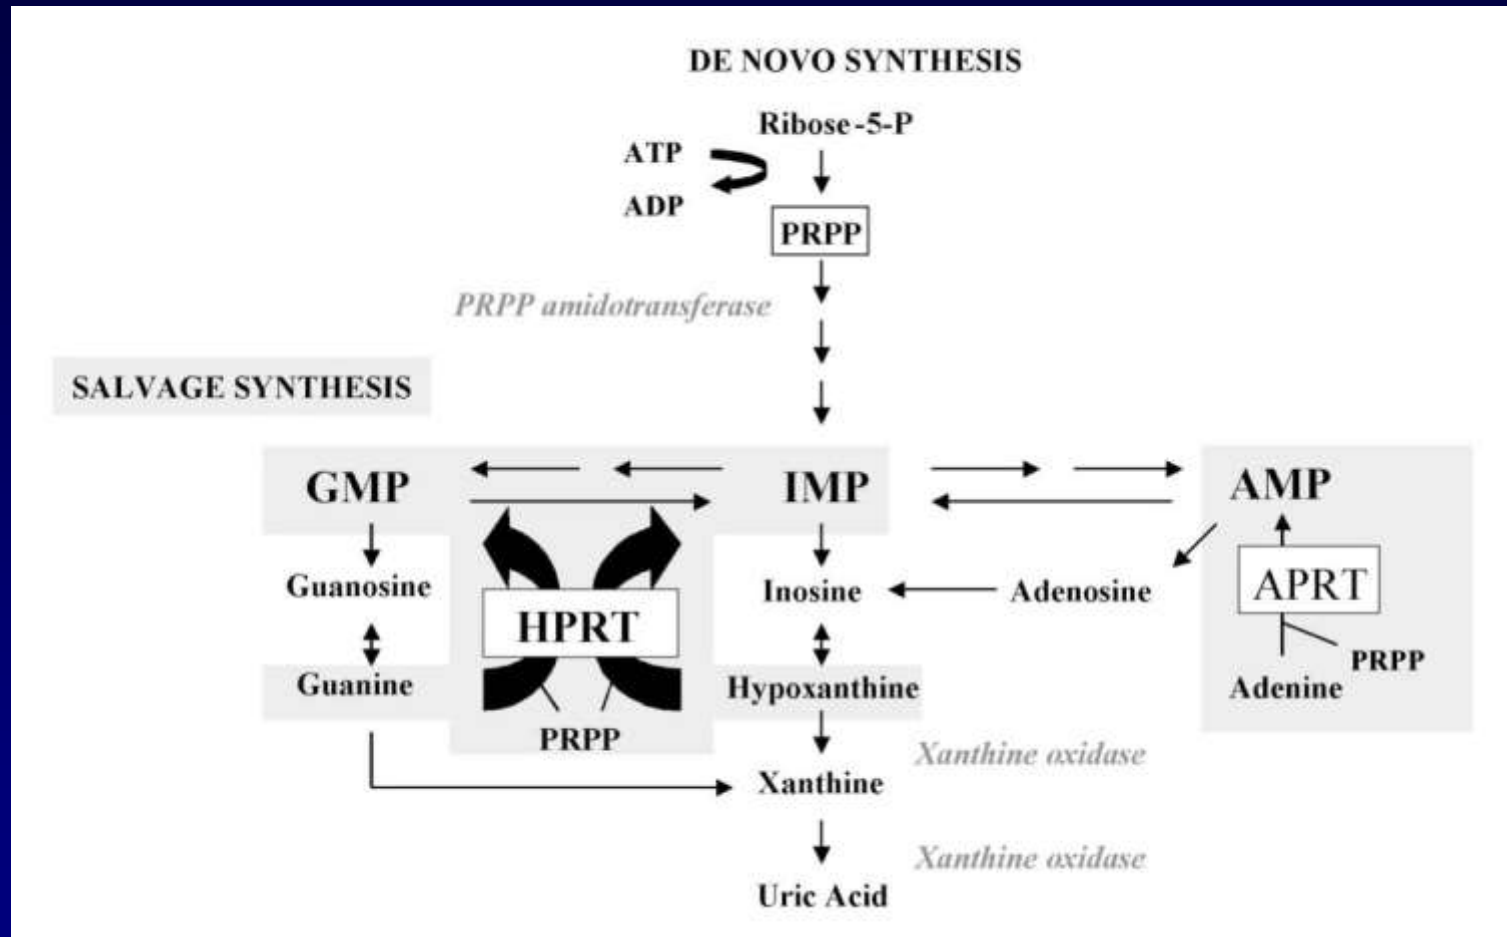 DE NOVO SYNTHESIS
Ribose-5-P
ATP
ADP
PRPP
PRPP amidotransferase
SALVAGE SYNTHESIS
GMP
IMP
AMP
Guanosine
HPRT
Inosine
Adenosine
APRT
PRPP
Guanine
Hypoxanthine
Adenine
PRPP
Xanthine oxidase
Xanthine
Xanthine oxidase
Uric Acid